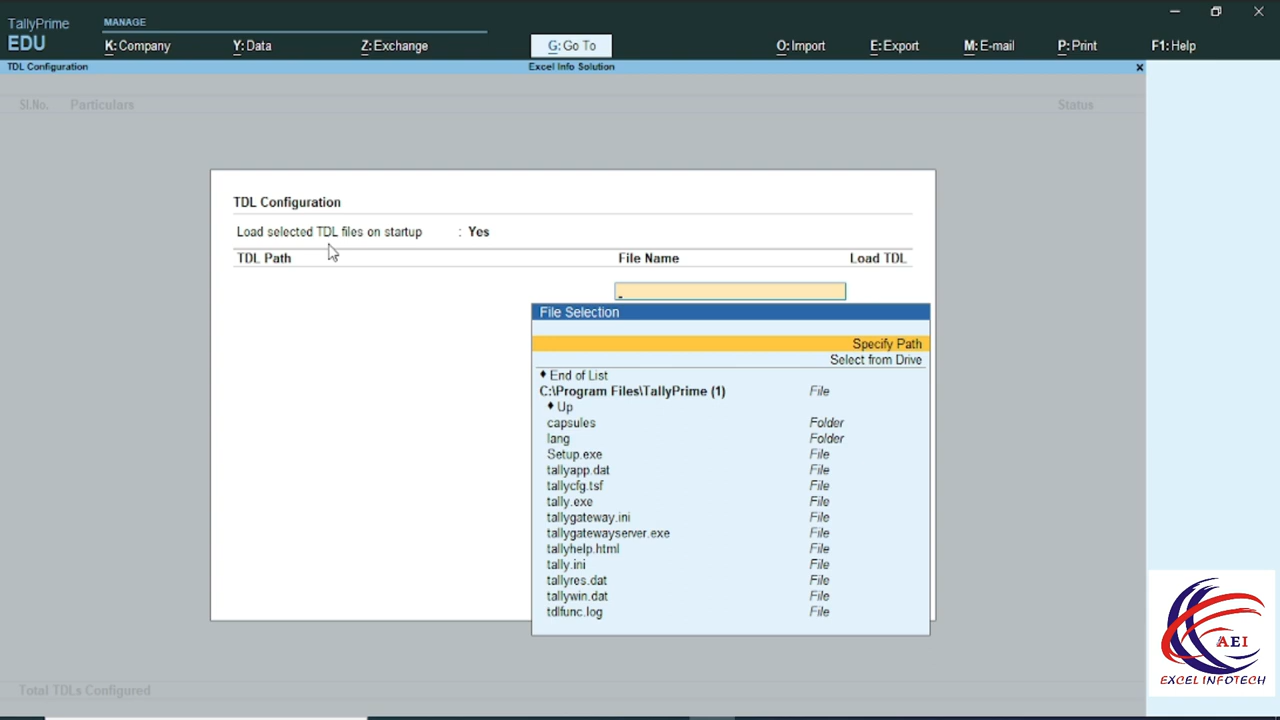 TallyPrime
EDU
MANAGE
K: Company
Y: Data
Z: Exchange
G: Go To
O: Import
E: Export
M: E-mail
P: Print
F1: Help
TDL Configuration
Excel Info Solution
x
Sl.No.
Particulars
Status
TDL Configuration
Load selected TDL files on startup : Yes
TDL Path File Name Load TDL
File Selection
Specify Path
Select from Drive
♦ End of List
C:\Program Files\TallyPrime (1) File
♦ Up
capsules Folder
lang Folder
Setup.exe File
tallyapp.dat File
tallycfg.tsf File
tally.exe File
tallygateway.ini File
tallygatewayserver.exe File
tallyhelp.html File
tally.ini File
tallyres.dat File
tallywin.dat File
tdlfunc.log File
Total TDLs Configured
AEI
EXCEL INFOTECH